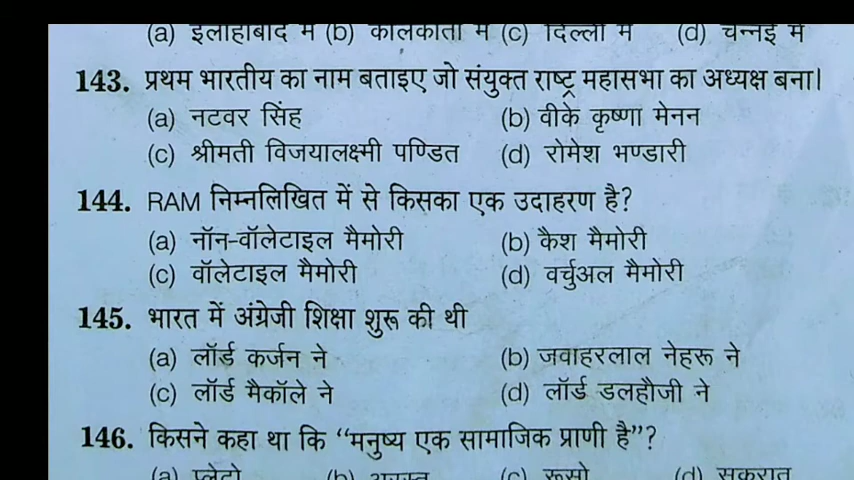 (a) इलाहाबाद में (b) कोलकाता में (c) दिल्ली में (d) चेन्नई में
143. प्रथम भारतीय का नाम बताइए जो संयुक्त राष्ट्र महासभा का अध्यक्ष बना।
(a) नटवर सिंह (b) वीके कृष्णा मेनन
(c) श्रीमती विजयालक्ष्मी पण्डित (d) रोमेश भण्डारी
144. RAM निम्नलिखित में से किसका एक उदाहरण है?
(a) नॉन-वॉलेटाइल मैमोरी (b) कैश मैमोरी
(c) वॉलेटाइल मैमोरी (d) वर्चुअल मैमोरी
145. भारत में अंग्रेजी शिक्षा शुरू की थी
(a) लॉर्ड कर्जन ने (b) जवाहरलाल नेहरू ने
(c) लॉर्ड मैकॉले ने (d) लॉर्ड डलहौजी ने
146. किसने कहा था कि “मनुष्य एक सामाजिक प्राणी है”?
(a) प्लेटो (b) अरस्तू (c) रूसो (d) सुकरात